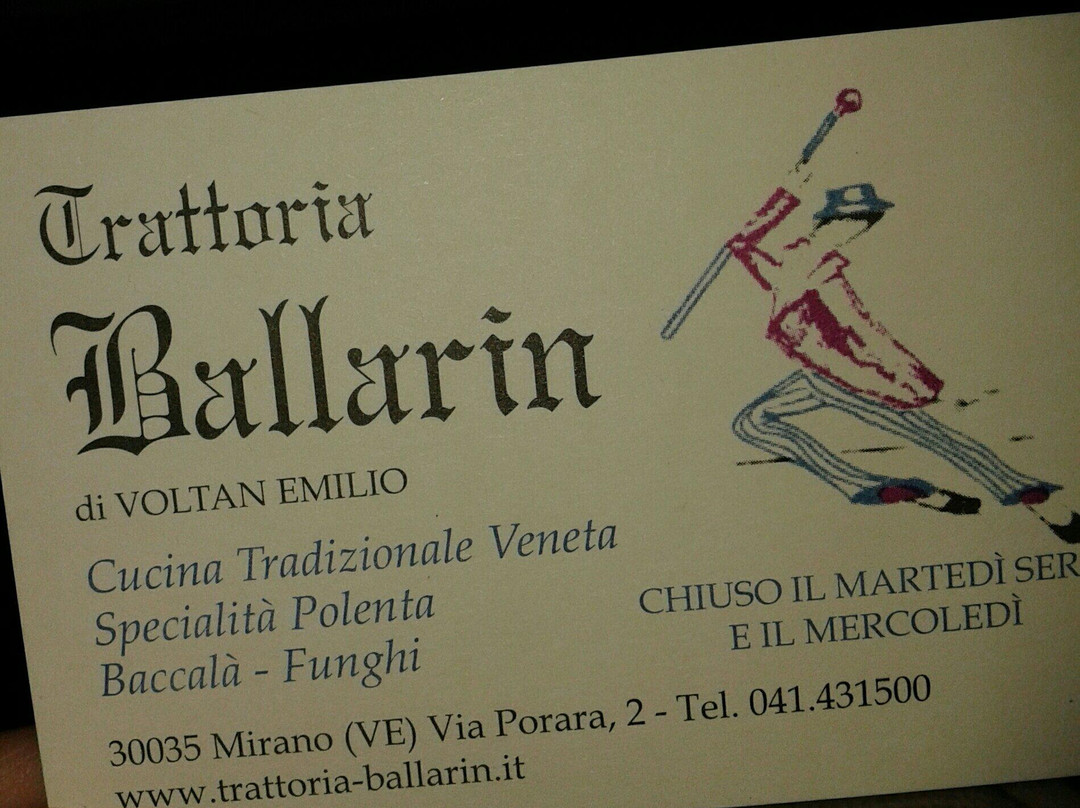 Trattoria
Ballarin
di VOLTAN EMILIO
Cucina Tradizionale Veneta
Specialità Polenta
Baccalà - Funghi
CHIUSO IL MARTEDÌ SER
E IL MERCOLEDÌ
30035 Mirano (VE) Via Porara, 2 - Tel. 041.431500
www.trattoria-ballarin.it